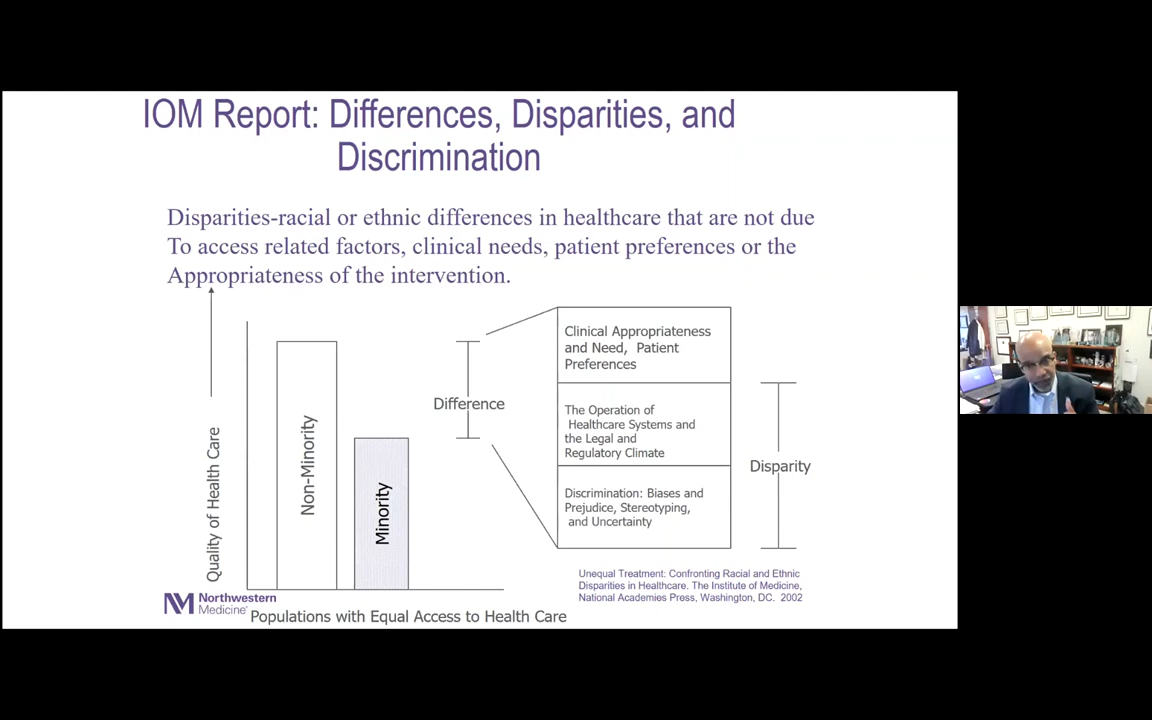 IOM Report: Differences, Disparities, and
Discrimination
Disparities-racial or ethnic differences in healthcare that are not due
To access related factors, clinical needs, patient preferences or the
Appropriateness of the intervention.
Quality of Health Care
Non-Minority
Minority
Difference
Clinical Appropriateness
and Need, Patient
Preferences
The Operation of
Healthcare Systems and
the Legal and
Regulatory Climate
Discrimination: Biases and
Prejudice, Stereotyping,
and Uncertainty
Disparity
Unequal Treatment: Confronting Racial and Ethnic
Disparities in Healthcare. The Institute of Medicine,
National Academies Press, Washington, DC. 2002
NM Northwestern
Medicine®
Populations with Equal Access to Health Care